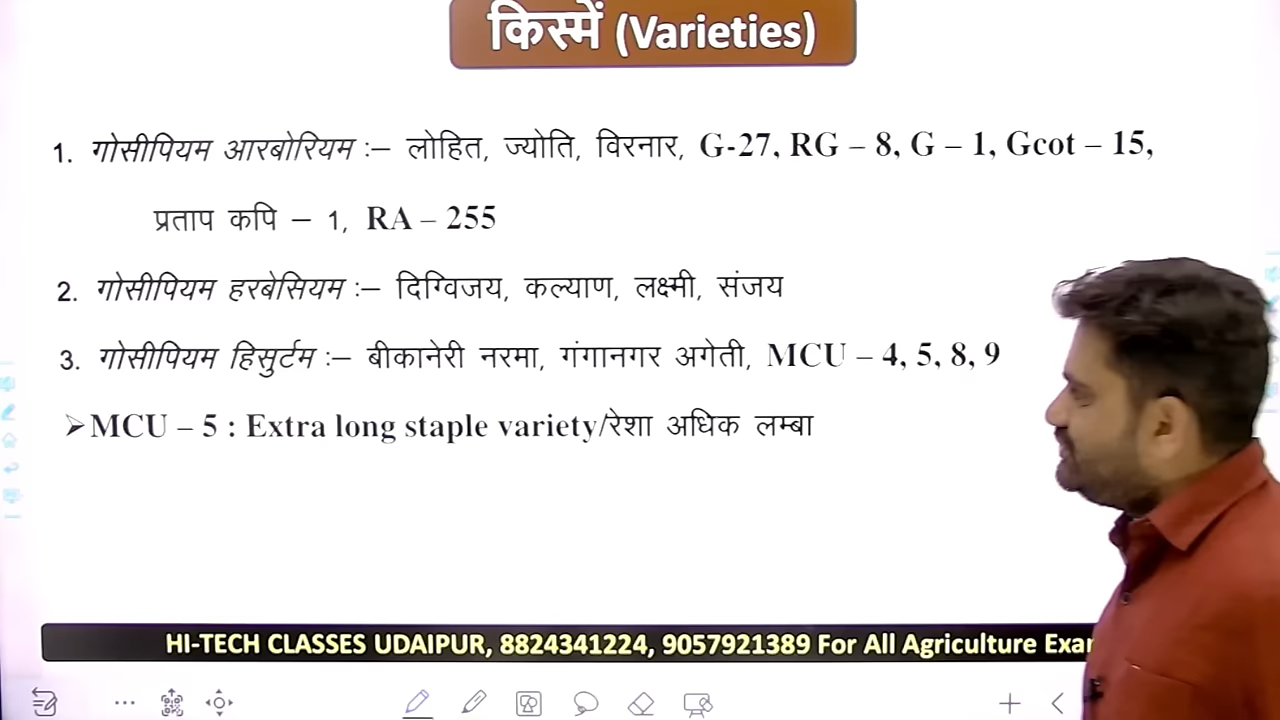 किस्में (Varieties)
1. गोसीपियम आरबोरियम :– लोहित, ज्योति, विरनार, G-27, RG – 8, G – 1, Gcot – 15,
प्रताप कपि – 1, RA – 255
2. गोसीपियम हरबेसियम :– दिग्विजय, कल्याण, लक्ष्मी, संजय
3. गोसीपियम हिसुर्टम :– बीकानेरी नरमा, गंगानगर अगेती, MCU – 4, 5, 8, 9
➢MCU – 5 : Extra long staple variety/रेशा अधिक लम्बा
HI-TECH CLASSES UDAIPUR, 8824341224, 9057921389 For All Agriculture